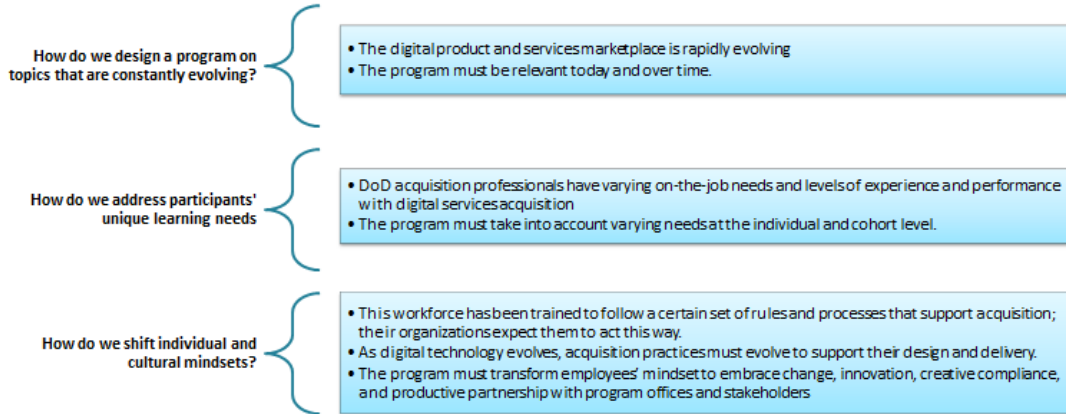 How do we design a program on
topics that are constantly evolving?
• The digital product and services marketplace is rapidly evolving
• The program must be relevant today and over time.
How do we address participants'
unique learning needs
• DoD acquisition professionals have varying on-the-job needs and levels of experience and performance
with digital services acquisition
• The program must take into account varying needs at the individual and cohort level.
How do we shift individual and
cultural mindsets?
• This workforce has been trained to follow a certain set of rules and processes that support acquisition;
their organizations expect them to act this way.
• As digital technology evolves, acquisition practices must evolve to support their design and delivery.
• The program must transform employees' mindset to embrace change, innovation, creative compliance,
and productive partnership with program offices and stakeholders